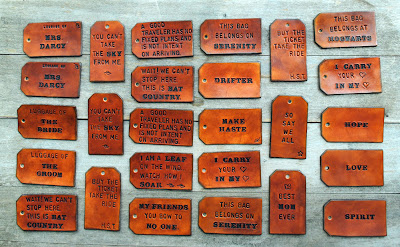 LUGGAGE OF
MRS
DARCY
LUGGAGE OF
MRS
DARCY
LUGGAGE OF
THE
BRIDE
LUGGAGE OF
THE
GROOM
WAIT! WE CAN'T
STOP HERE.
THIS IS BAT
COUNTRY
YOU CAN'T
TAKE
THE SKY
FROM ME
YOU CAN'T
TAKE
THE SKY
FROM ME
BUY THE
TICKET
TAKE THE
RIDE
H.S.T.
A GOOD
TRAVELER HAS NO
FIXED PLANS AND
IS NOT INTENT
ON ARRIVING.
WAIT! WE CAN'T
STOP HERE.
THIS IS BAT
COUNTRY.
A GOOD
TRAVELER HAS NO
FIXED PLANS AND
IS NOT INTENT
ON ARRIVING
I AM A LEAF
ON THE WIND.
WATCH HOW I
SOAR
MY FRIENDS
YOU BOW TO
NO ONE.
THIS BAG
BELONGS ON
SERENITY
DRIFTER
MAKE
HASTE
I CARRY
YOUR ♡
IN MY ♡
THIS BAG
BELONGS ON
SERENITY
BUY THE
TICKET
TAKE THE
RIDE
H.S.T.
SO SAY
WE
ALL
BEST
EVER
THIS BAG
BELONGS AT
HOGWARTS
I CARRY
YOUR ♡
IN MY ♡
HOPE
LOVE
SPIRIT